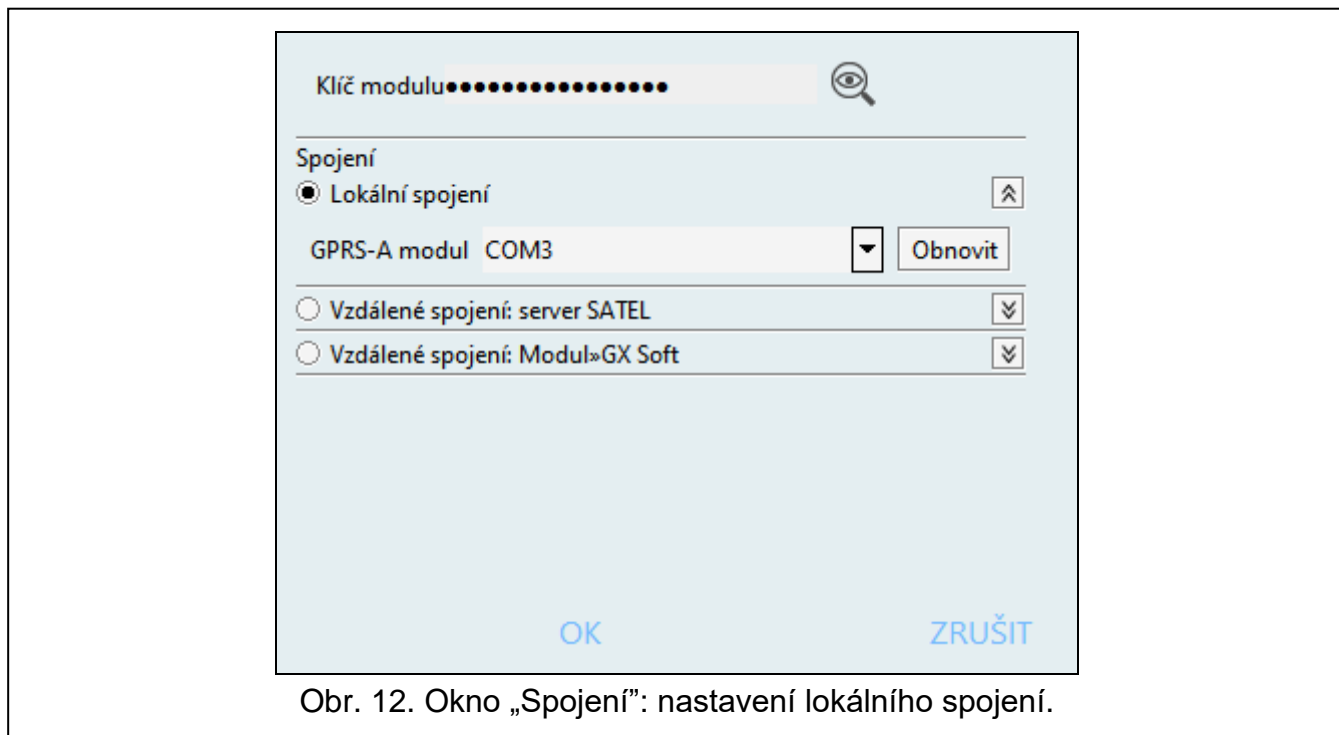 Klíč modulu••••••••••••••••
Spojení
Lokální spojení
GPRS-A modul COM3 Obnovit
Vzdálené spojení: server SATEL
Vzdálené spojení: Modul»GX Soft
OK ZRUŠIT
Obr. 12. Okno „Spojení”: nastavení lokálního spojení.